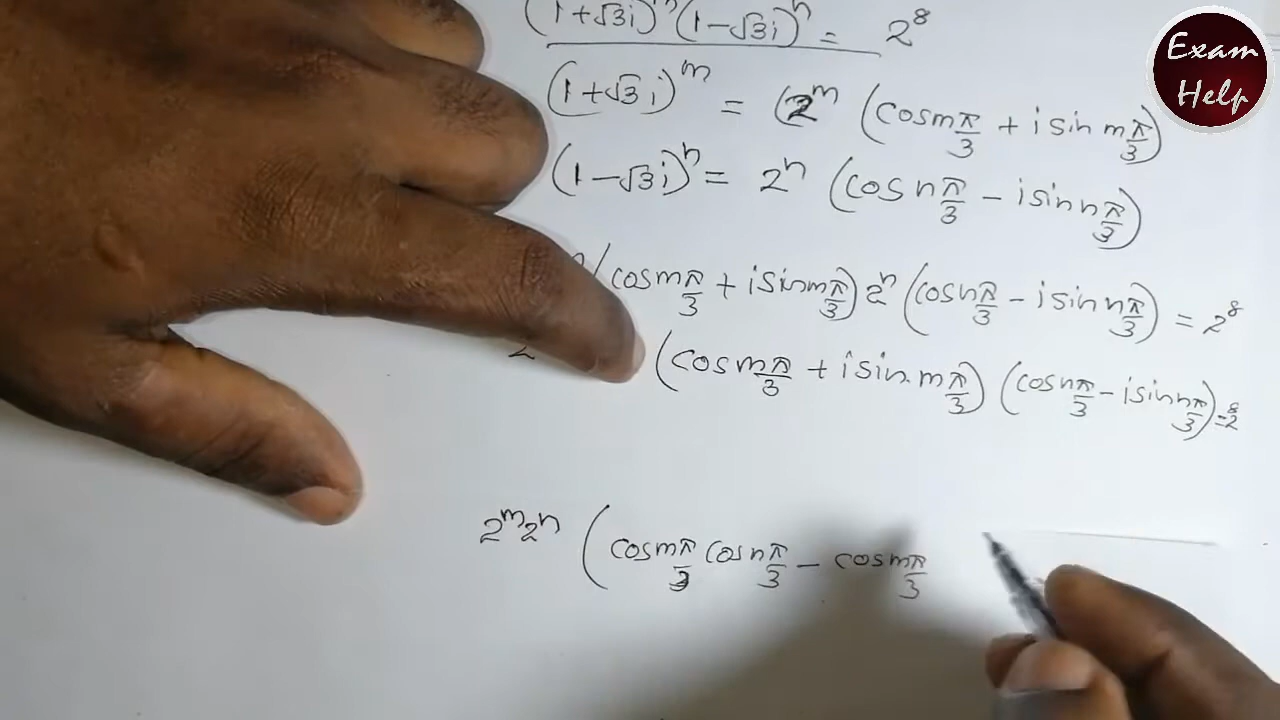 (1+√3i)^m (1-√3i)^n = 2^8
Exam
Help
(1+√3i)^m = (2^m (cos mπ/3 + i sin mπ/3)
(1-√3i)^n = 2^n (cos nπ/3 - i sin nπ/3)
(cos mπ/3 + i sin mπ/3) 2^n (cos nπ/3 - i sin nπ/3) = 2^8
2 (cos mπ/3 + i sin mπ/3) (cos nπ/3 - i sin nπ/3) = 2^8
2^m 2^n (cos mπ/3 cos nπ/3 - cos mπ/3